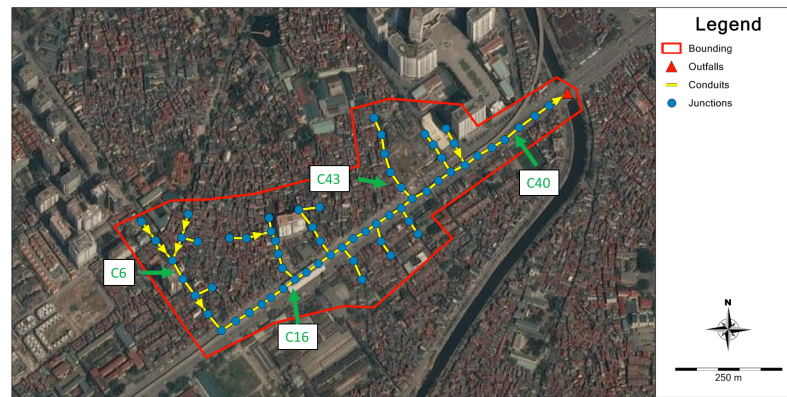 Legend
Bounding
Outfalls
Conduits
Junctions
C43
C40
C6
C16
N
250 m